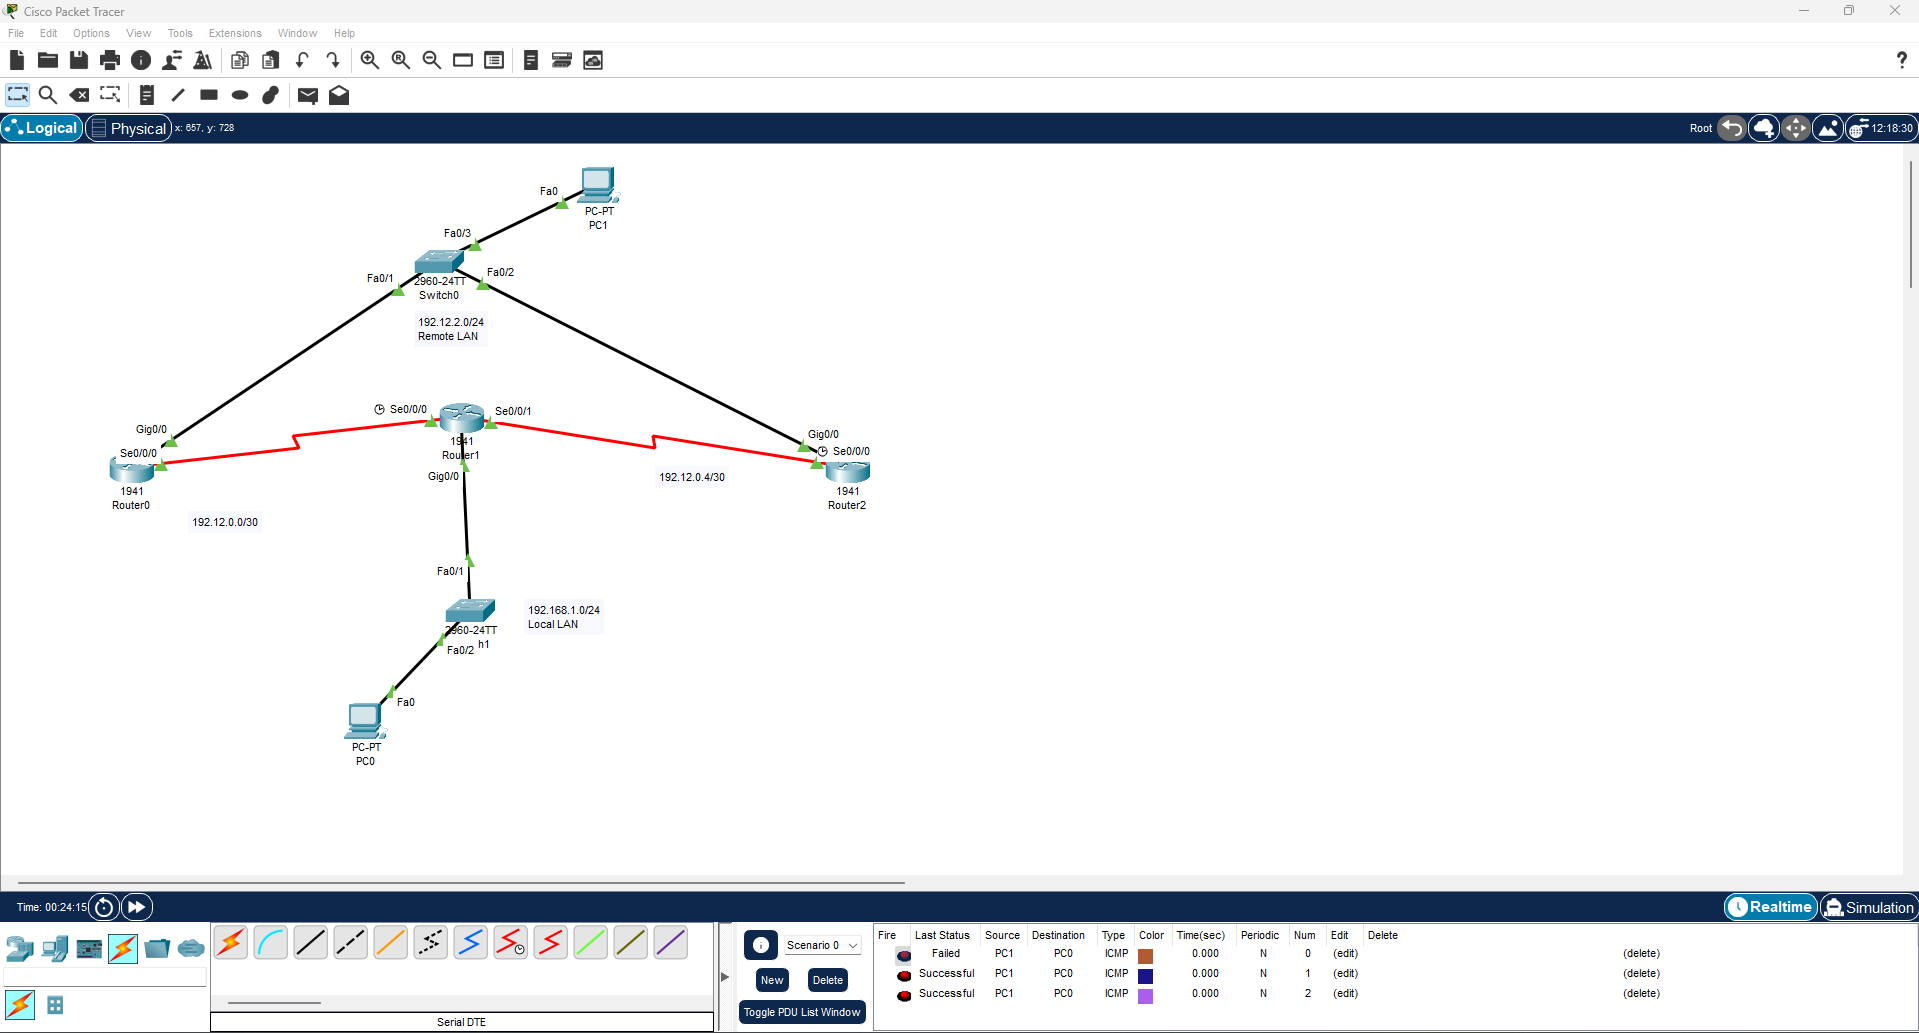 Cisco Packet Tracer
File Edit Options View Tools Extensions Window Help
Logical Physical x: 657, y: 728 Root 12:18:30
Fa0
PC-PT
PC1
Fa0/3
Fa0/1
Fa0/2
2960-24TT
Switch0
192.12.2.0/24
Remote LAN
Se0/0/0
Se0/0/1
1941
Router1
Gig0/0
Gig0/0
Se0/0/0
1941
Router0
192.12.0.0/30
Gig0/0
Se0/0/0
1941
Router2
192.12.0.4/30
Fa0/1
2960-24TT
h1
Fa0/2
192.168.1.0/24
Local LAN
Fa0
PC-PT
PC0
Time: 00:24:15 Realtime Simulation
Scenario 0
New Delete
Toggle PDU List Window
Serial DTE
Fire Last Status Source Destination Type Color Time(sec) Periodic Num Edit Delete
Failed PC1 PC0 ICMP 0.000 N 0 (edit) (delete)
Successful PC1 PC0 ICMP 0.000 N 1 (edit) (delete)
Successful PC1 PC0 ICMP 0.000 N 2 (edit) (delete)